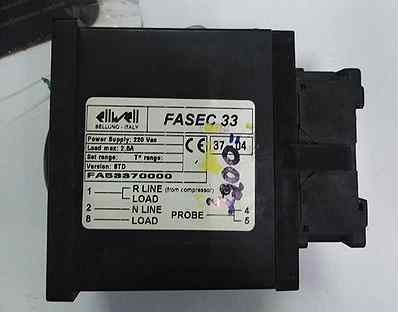 eliwell
BELLUNO - ITALY
FASEC 33
Power Supply: 220 Vac
Load max: 2.5A
Set range: T* range:
Version: STD
CE 37 04
FA53370000
1 R LINE (from compressor)
LOAD
2 N LINE PROBE 4
8 LOAD 5